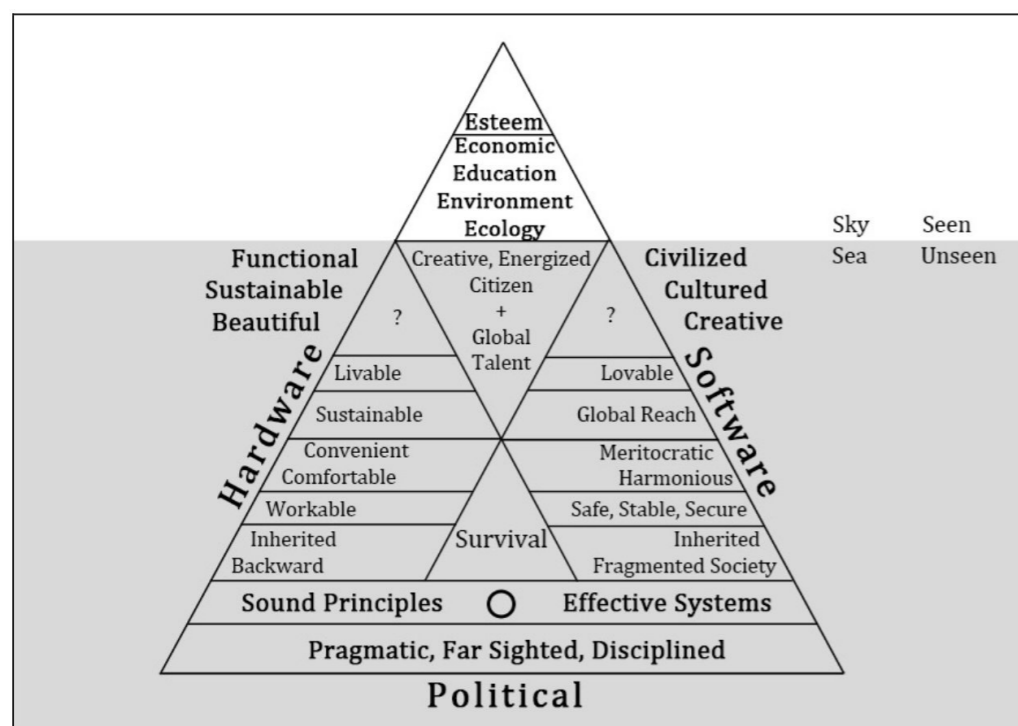 Esteem
Economic
Education
Environment
Ecology
Sky Seen
Sea Unseen
Functional
Sustainable
Beautiful
Creative, Energized
Citizen
+
Global
Talent
Civilized
Cultured
Creative
?
?
Hardware
Software
Livable
Lovable
Sustainable
Global Reach
Convenient
Comfortable
Meritocratic
Harmonious
Workable
Safe, Stable, Secure
Inherited
Backward
Survival
Inherited
Fragmented Society
Sound Principles
Effective Systems
Pragmatic, Far Sighted, Disciplined
Political